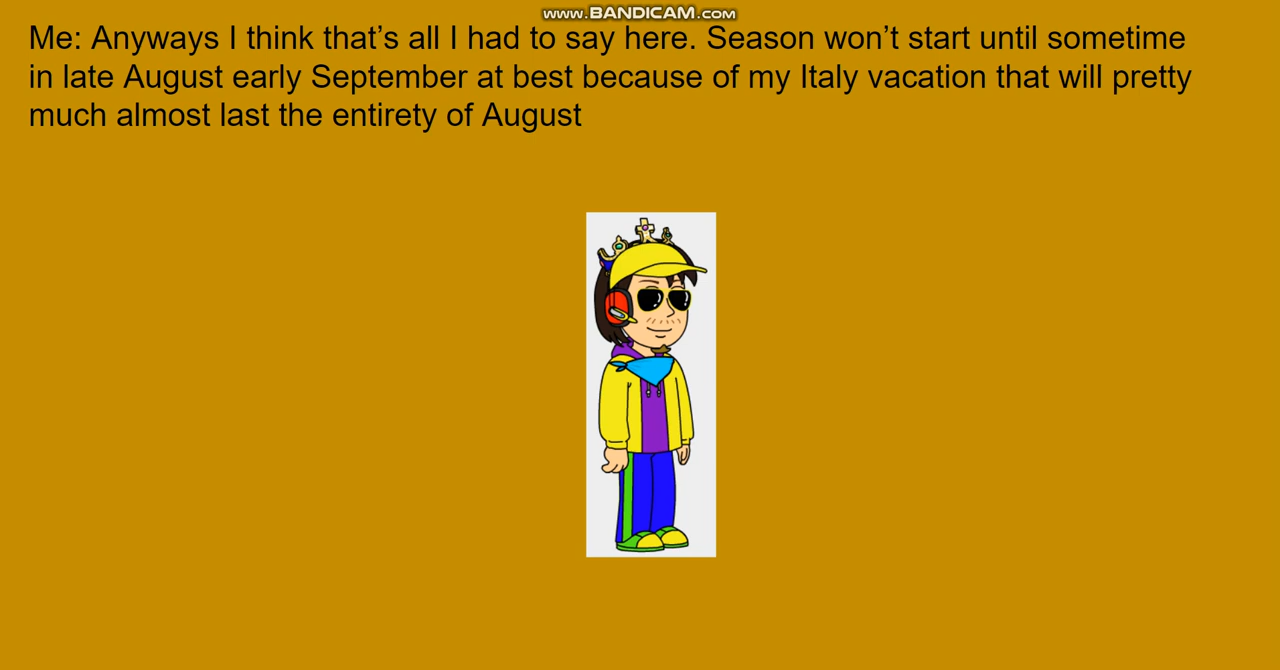 www.BANDICAM.com
Me: Anyways I think that’s all I had to say here. Season won’t start until sometime
in late August early September at best because of my Italy vacation that will pretty
much almost last the entirety of August